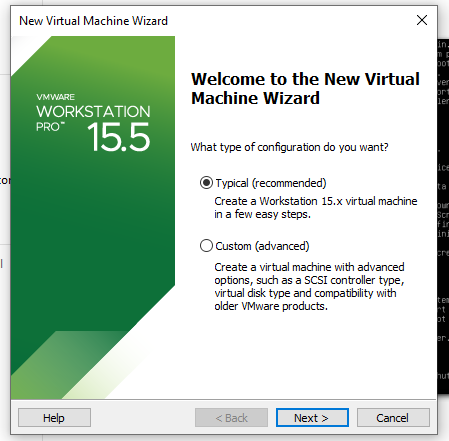 New Virtual Machine Wizard
VMWARE
WORKSTATION
PRO™
15.5
Welcome to the New Virtual
Machine Wizard
What type of configuration do you want?
Typical (recommended)
Create a Workstation 15.x virtual machine
in a few easy steps.
Custom (advanced)
Create a virtual machine with advanced
options, such as a SCSI controller type,
virtual disk type and compatibility with
older VMware products.
Help
< Back
Next >
Cancel